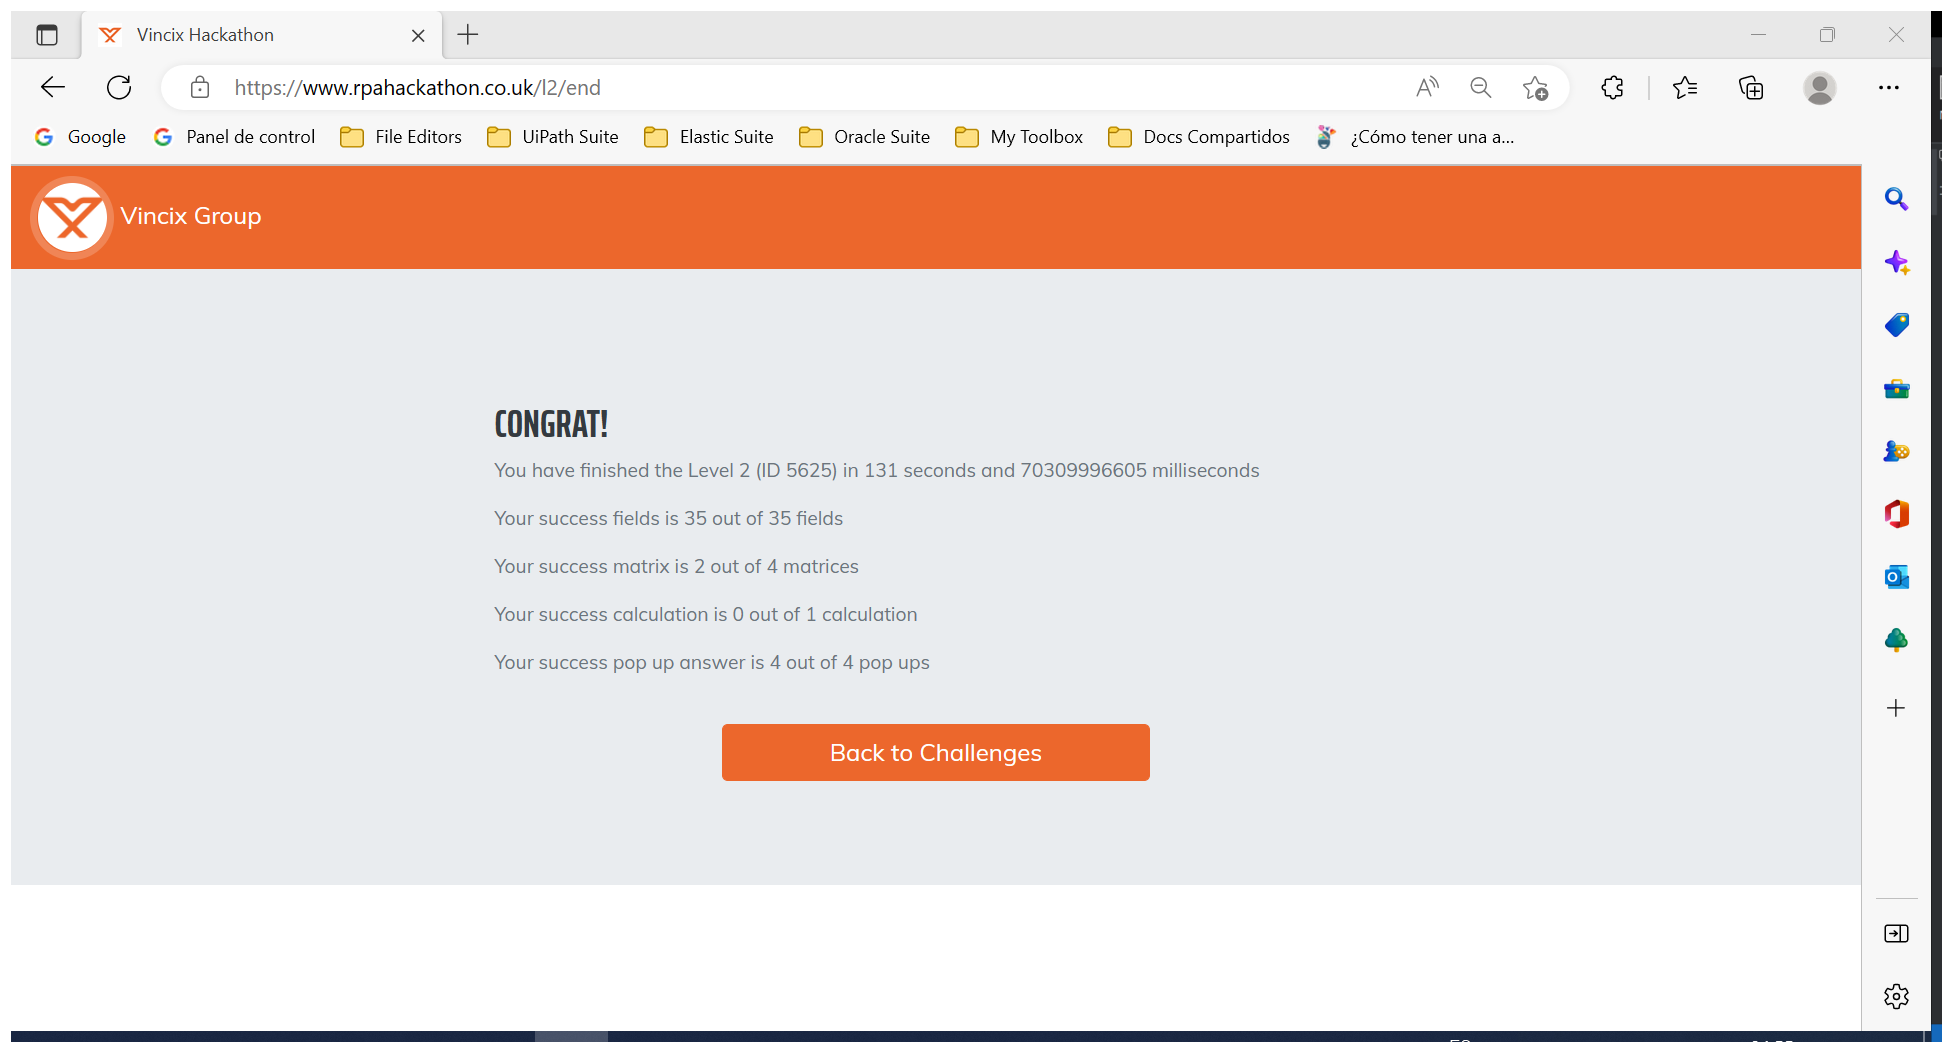 Vincix Hackathon
https://www.rpahackathon.co.uk/l2/end
Google Panel de control File Editors UiPath Suite Elastic Suite Oracle Suite My Toolbox Docs Compartidos ¿Cómo tener una a...
Vincix Group
CONGRAT!
You have finished the Level 2 (ID 5625) in 131 seconds and 70309996605 milliseconds
Your success fields is 35 out of 35 fields
Your success matrix is 2 out of 4 matrices
Your success calculation is 0 out of 1 calculation
Your success pop up answer is 4 out of 4 pop ups
Back to Challenges